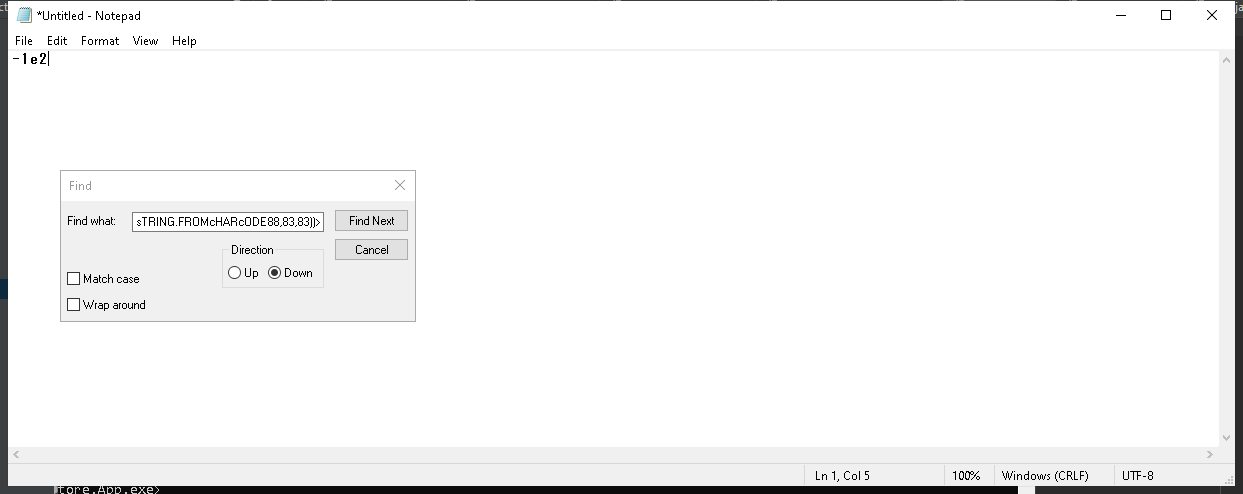 *Untitled - Notepad
File Edit Format View Help
-1e2
Find
Find what: sTRING.FROMcHARcODE88,83,83))> Find Next
Direction Cancel
Up Down
Match case
Wrap around
Ln 1, Col 5 100% Windows (CRLF) UTF-8
tore.App.exe>